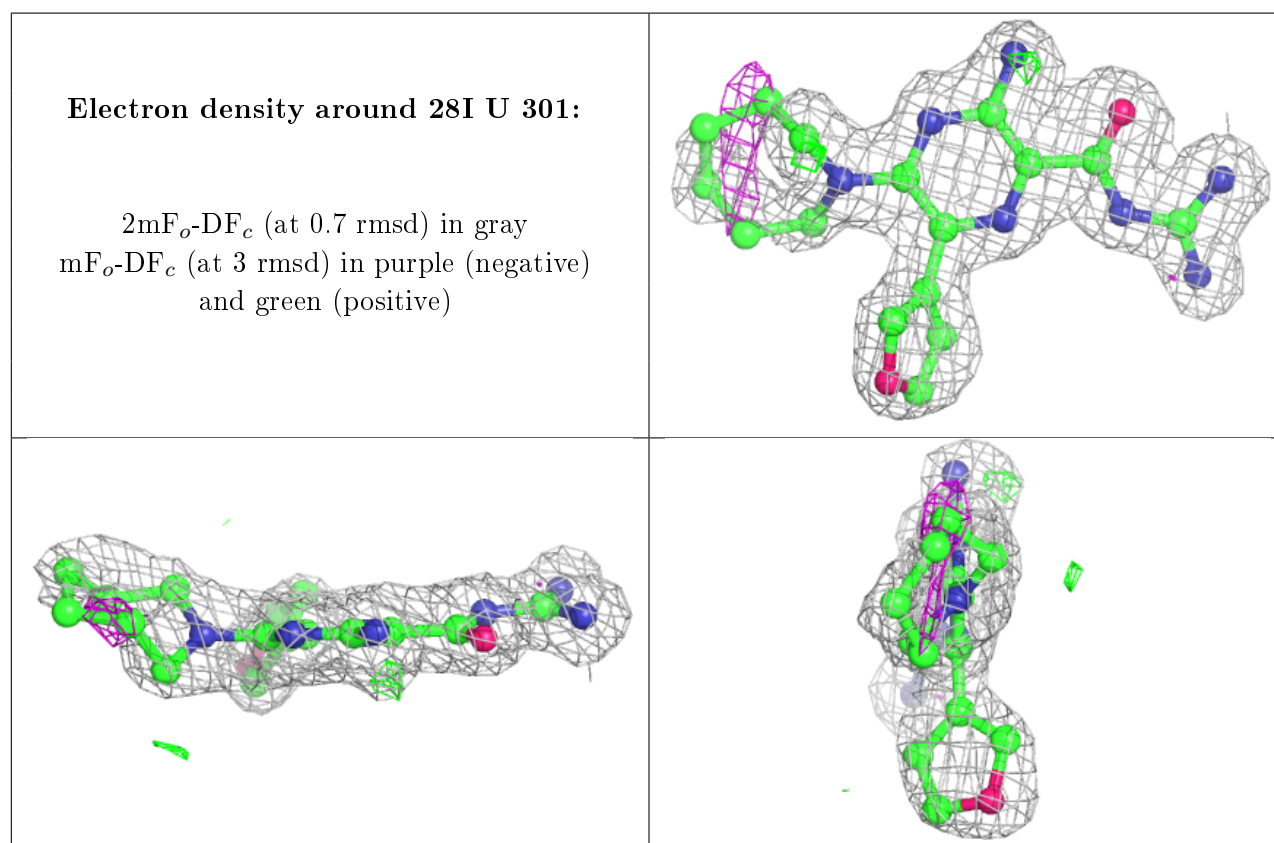 Electron density around 28I U 301:
2mFo-DFc (at 0.7 rmsd) in gray
mFo-DFc (at 3 rmsd) in purple (negative)
and green (positive)